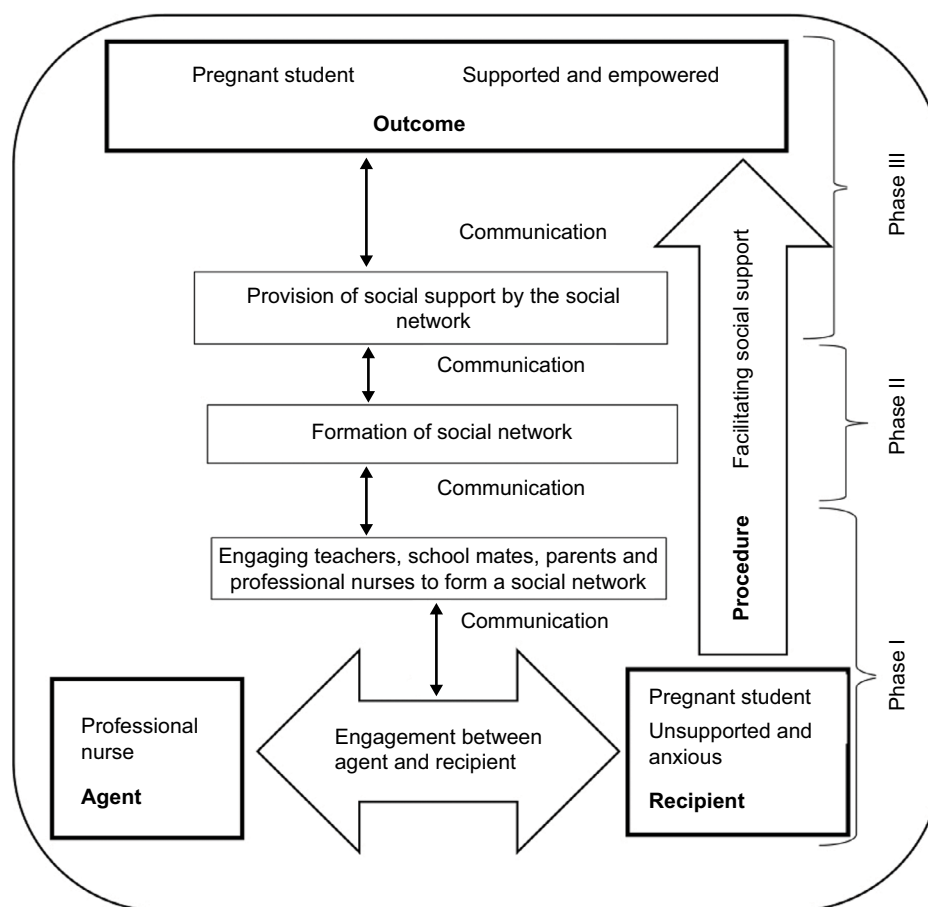 Pregnant student
Supported and empowered
Outcome
Communication
Provision of social support by the social
network
Communication
Formation of social network
Communication
Engaging teachers, school mates, parents and
professional nurses to form a social network
Communication
Professional
nurse
Agent
Engagement between
agent and recipient
Pregnant student
Unsupported and
anxious
Recipient
Procedure
Facilitating social support
Phase III
Phase II
Phase I